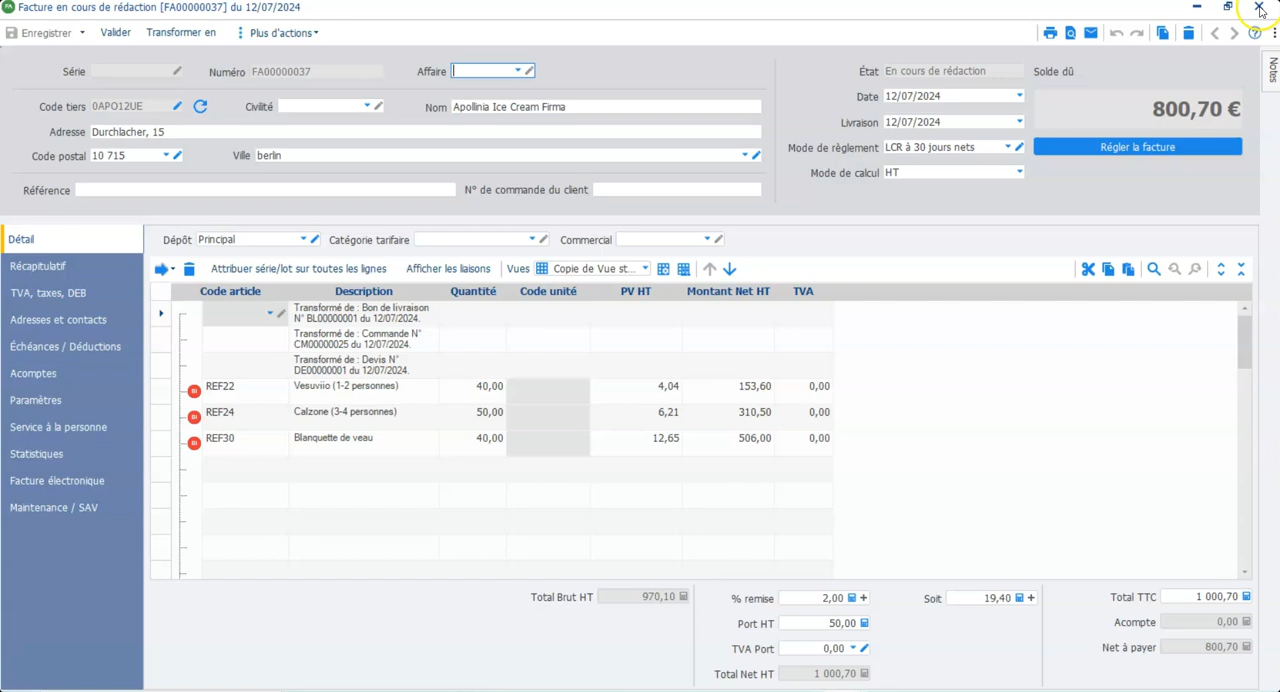 FA Facture en cours de rédaction [FA00000037] du 12/07/2024
Enregistrer Valider Transformer en Plus d'actions
Série Numéro FA00000037 Affaire État En cours de rédaction Solde dû
Notes
Code tiers 0APO12UE Civilité Nom Apollinia Ice Cream Firma Date 12/07/2024 800,70 €
Adresse Durchlacher, 15 Livraison 12/07/2024
Code postal 10 715 Ville berlin Mode de règlement LCR à 30 jours nets Régler la facture
Mode de calcul HT
Référence N° de commande du client
Détail
Récapitulatif
TVA, taxes, DEB
Adresses et contacts
Échéances / Déductions
Acomptes
Paramètres
Service à la personne
Statistiques
Facture électronique
Maintenance / SAV
Dépôt Principal Catégorie tarifaire Commercial
Attribuer série/lot sur toutes les lignes Afficher les liaisons Vues Copie de Vue st...
Code article Description Quantité Code unité PV HT Montant Net HT TVA
Transformé de : Bon de livraison
N° BL00000001 du 12/07/2024.
Transformé de : Commande N°
CM00000025 du 12/07/2024.
Transformé de : Devis N°
DE00000001 du 12/07/2024.
BI REF22 Vesuviio (1-2 personnes) 40,00 4,04 153,60 0,00
BI REF24 Calzone (3-4 personnes) 50,00 6,21 310,50 0,00
BI REF30 Blanquette de veau 40,00 12,65 506,00 0,00
Total Brut HT 970,10 % remise 2,00 Soit 19,40 Total TTC 1 000,70
Port HT 50,00 Acompte 0,00
TVA Port 0,00 Net à payer 800,70
Total Net HT 1 000,70